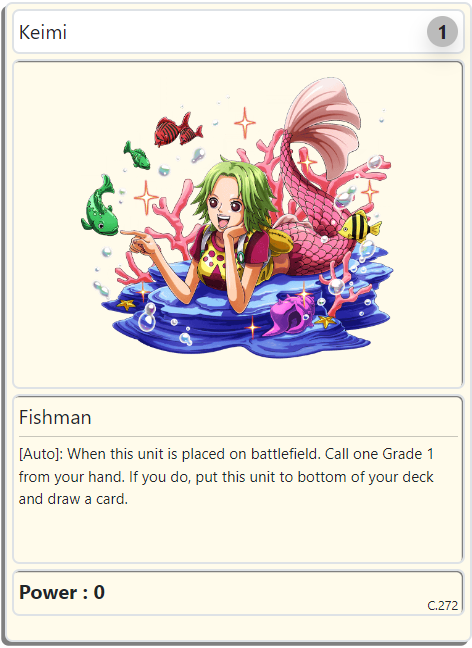 Keimi
1
Fishman
[Auto]: When this unit is placed on battlefield. Call one Grade 1
from your hand. If you do, put this unit to bottom of your deck
and draw a card.
Power : 0
C.272